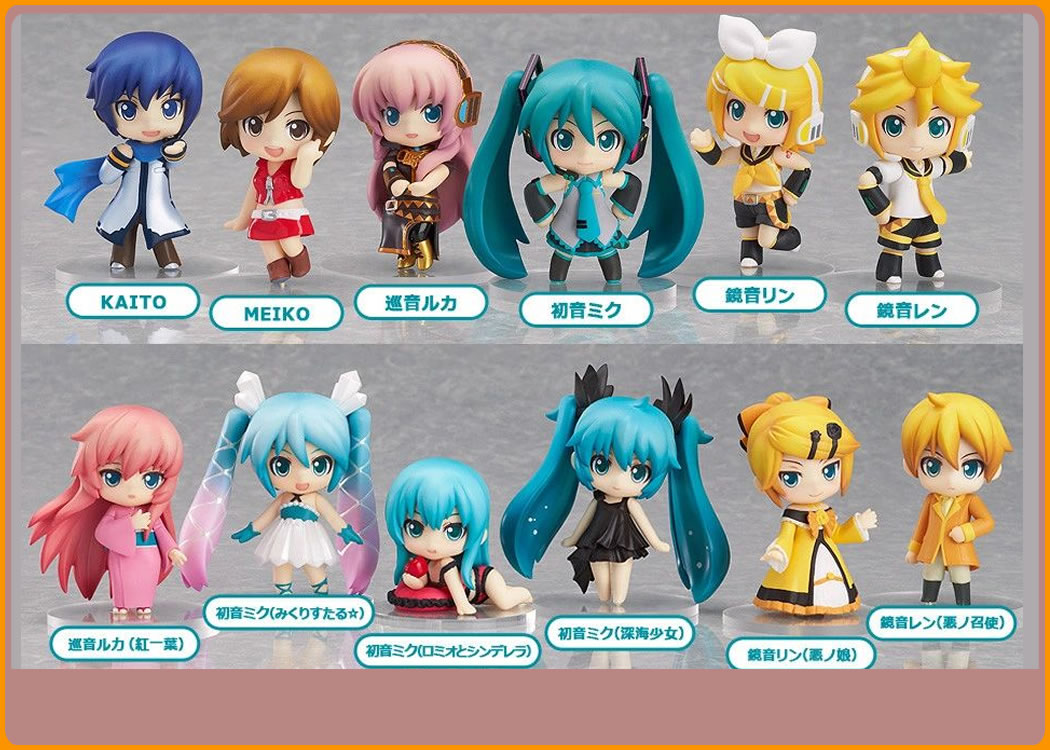 KAITO
MEIKO
巡音ルカ
初音ミク
鏡音リン
鏡音レン
巡音ルカ(紅一葉)
初音ミク(みくりすたる☆)
初音ミク(ロミオとシンデレラ)
初音ミク(深海少女)
鏡音リン(悪ノ娘)
鏡音レン(悪ノ召使)